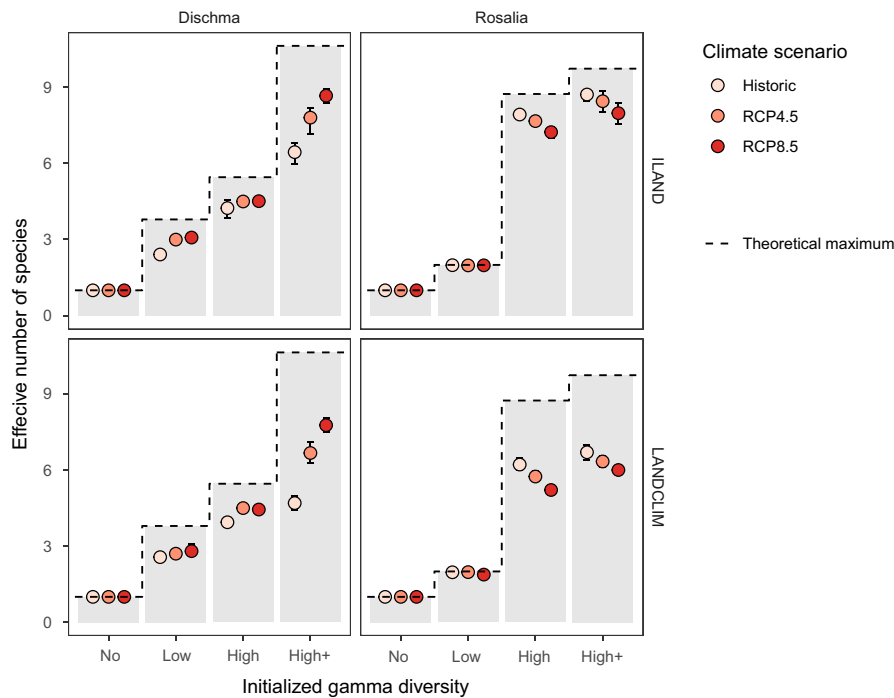 Dischma
Rosalia
Effecive number of species
9
6
3
0
ILAND
9
6
3
0
LANDCLIM
No
Low
High
High+
No
Low
High
High+
Initialized gamma diversity
Climate scenario
Historic
RCP4.5
RCP8.5
Theoretical maximum